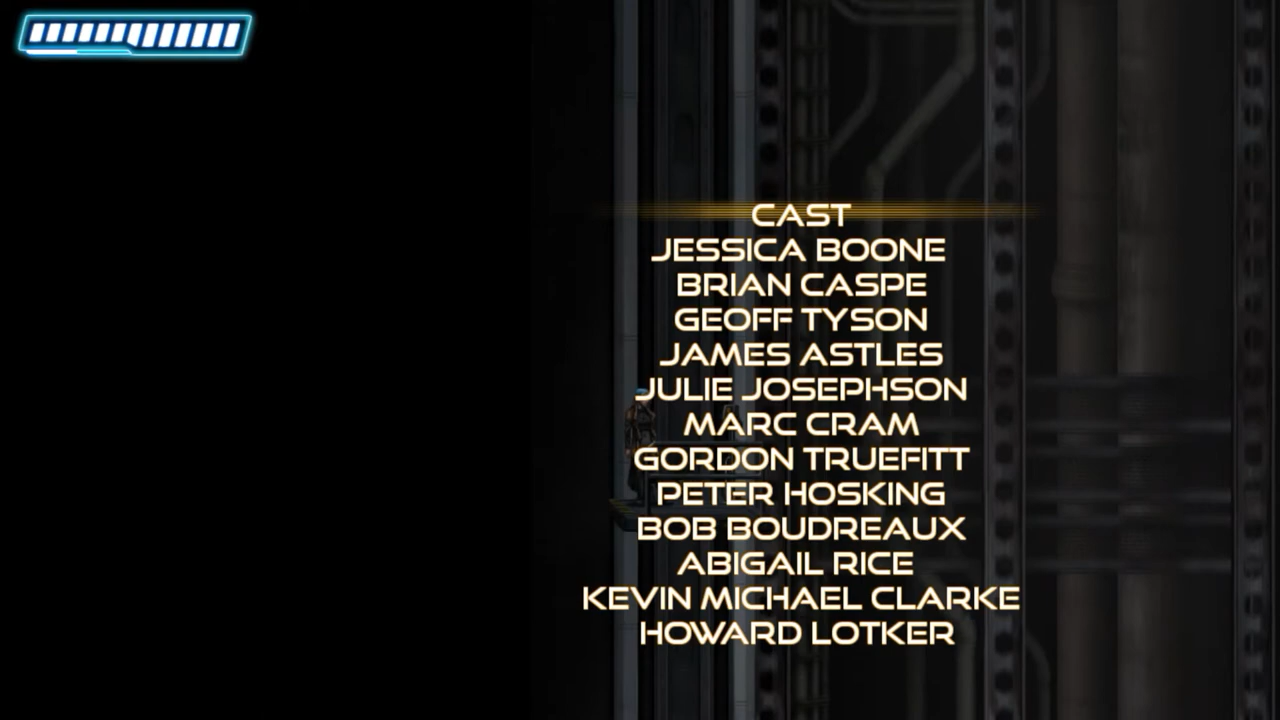 CAST
JESSICA BOONE
BRIAN CASPE
GEOFF TYSON
JAMES ASTLES
JULIE JOSEPHSON
MARC CRAM
GORDON TRUEFITT
PETER HOSKING
BOB BOUDREAUX
ABIGAIL RICE
KEVIN MICHAEL CLARKE
HOWARD LOTKER